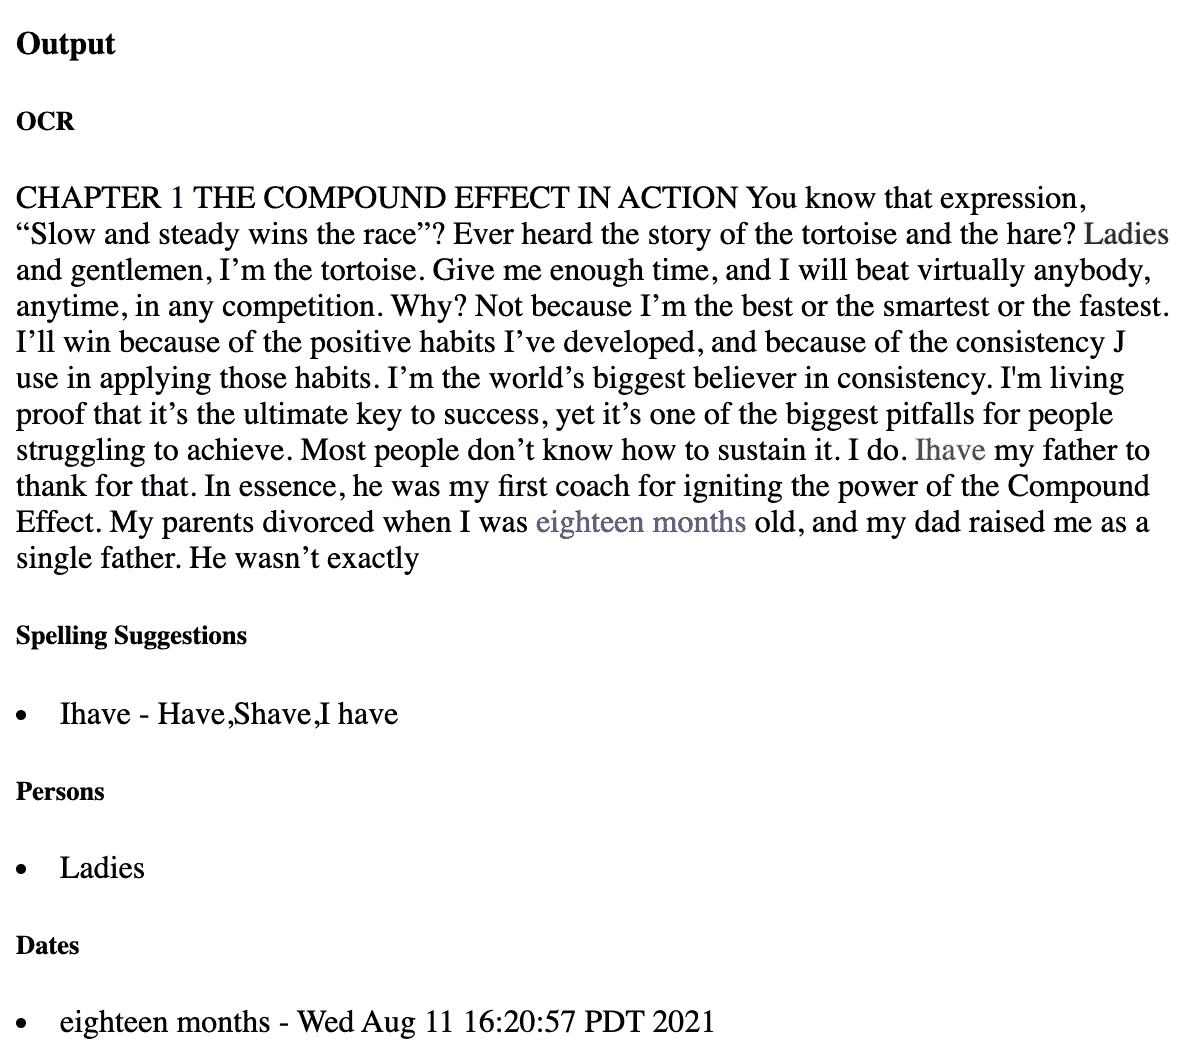 Output
OCR
CHAPTER 1 THE COMPOUND EFFECT IN ACTION You know that expression,
“Slow and steady wins the race”? Ever heard the story of the tortoise and the hare? Ladies
and gentlemen, I’m the tortoise. Give me enough time, and I will beat virtually anybody,
anytime, in any competition. Why? Not because I’m the best or the smartest or the fastest.
I’ll win because of the positive habits I’ve developed, and because of the consistency J
use in applying those habits. I’m the world’s biggest believer in consistency. I'm living
proof that it’s the ultimate key to success, yet it’s one of the biggest pitfalls for people
struggling to achieve. Most people don’t know how to sustain it. I do. Ihave my father to
thank for that. In essence, he was my first coach for igniting the power of the Compound
Effect. My parents divorced when I was eighteen months old, and my dad raised me as a
single father. He wasn’t exactly
Spelling Suggestions
• Ihave - Have,Shave,I have
Persons
• Ladies
Dates
• eighteen months - Wed Aug 11 16:20:57 PDT 2021